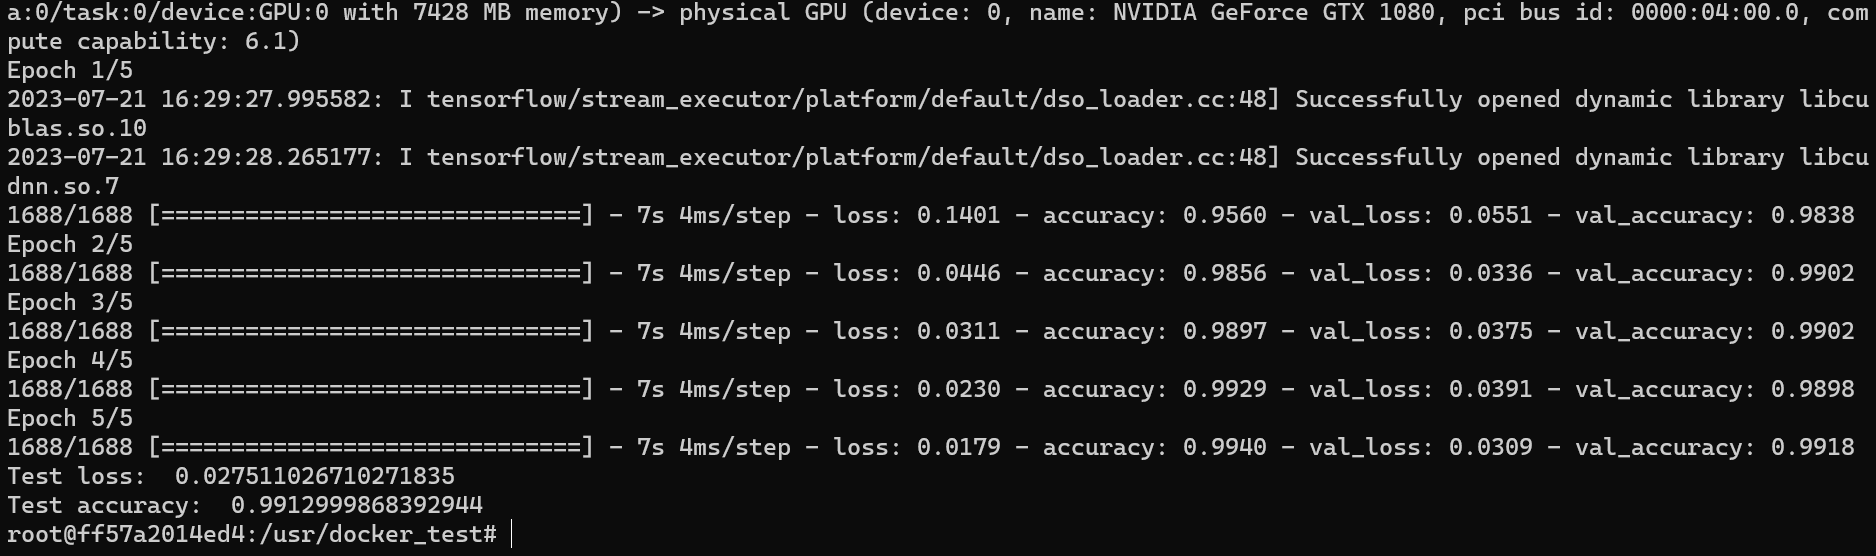 a:0/task:0/device:GPU:0 with 7428 MB memory) -> physical GPU (device: 0, name: NVIDIA GeForce GTX 1080, pci bus id: 0000:04:00.0, com
pute capability: 6.1)
Epoch 1/5
2023-07-21 16:29:27.995582: I tensorflow/stream_executor/platform/default/dso_loader.cc:48] Successfully opened dynamic library libcu
blas.so.10
2023-07-21 16:29:28.265177: I tensorflow/stream_executor/platform/default/dso_loader.cc:48] Successfully opened dynamic library libcu
dnn.so.7
1688/1688 [==============================] - 7s 4ms/step - loss: 0.1401 - accuracy: 0.9560 - val_loss: 0.0551 - val_accuracy: 0.9838
Epoch 2/5
1688/1688 [==============================] - 7s 4ms/step - loss: 0.0446 - accuracy: 0.9856 - val_loss: 0.0336 - val_accuracy: 0.9902
Epoch 3/5
1688/1688 [==============================] - 7s 4ms/step - loss: 0.0311 - accuracy: 0.9897 - val_loss: 0.0375 - val_accuracy: 0.9902
Epoch 4/5
1688/1688 [==============================] - 7s 4ms/step - loss: 0.0230 - accuracy: 0.9929 - val_loss: 0.0391 - val_accuracy: 0.9898
Epoch 5/5
1688/1688 [==============================] - 7s 4ms/step - loss: 0.0179 - accuracy: 0.9940 - val_loss: 0.0309 - val_accuracy: 0.9918
Test loss:  0.027511026710271835
Test accuracy:  0.9912999868392944
root@ff57a2014ed4:/usr/docker_test#